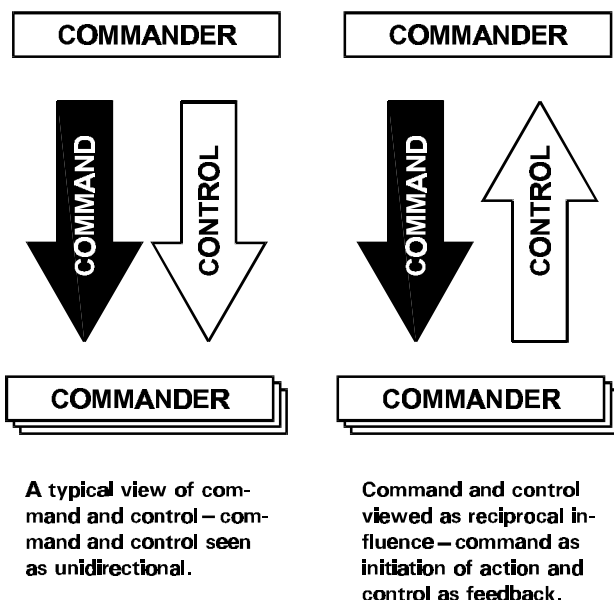 COMMANDER
COMMAND
CONTROL
COMMANDER
A typical view of com-
mand and control – com-
mand and control seen
as unidirectional.
COMMANDER
COMMAND
CONTROL
COMMANDER
Command and control
viewed as reciprocal in-
fluence – command as
initiation of action and
control as feedback.